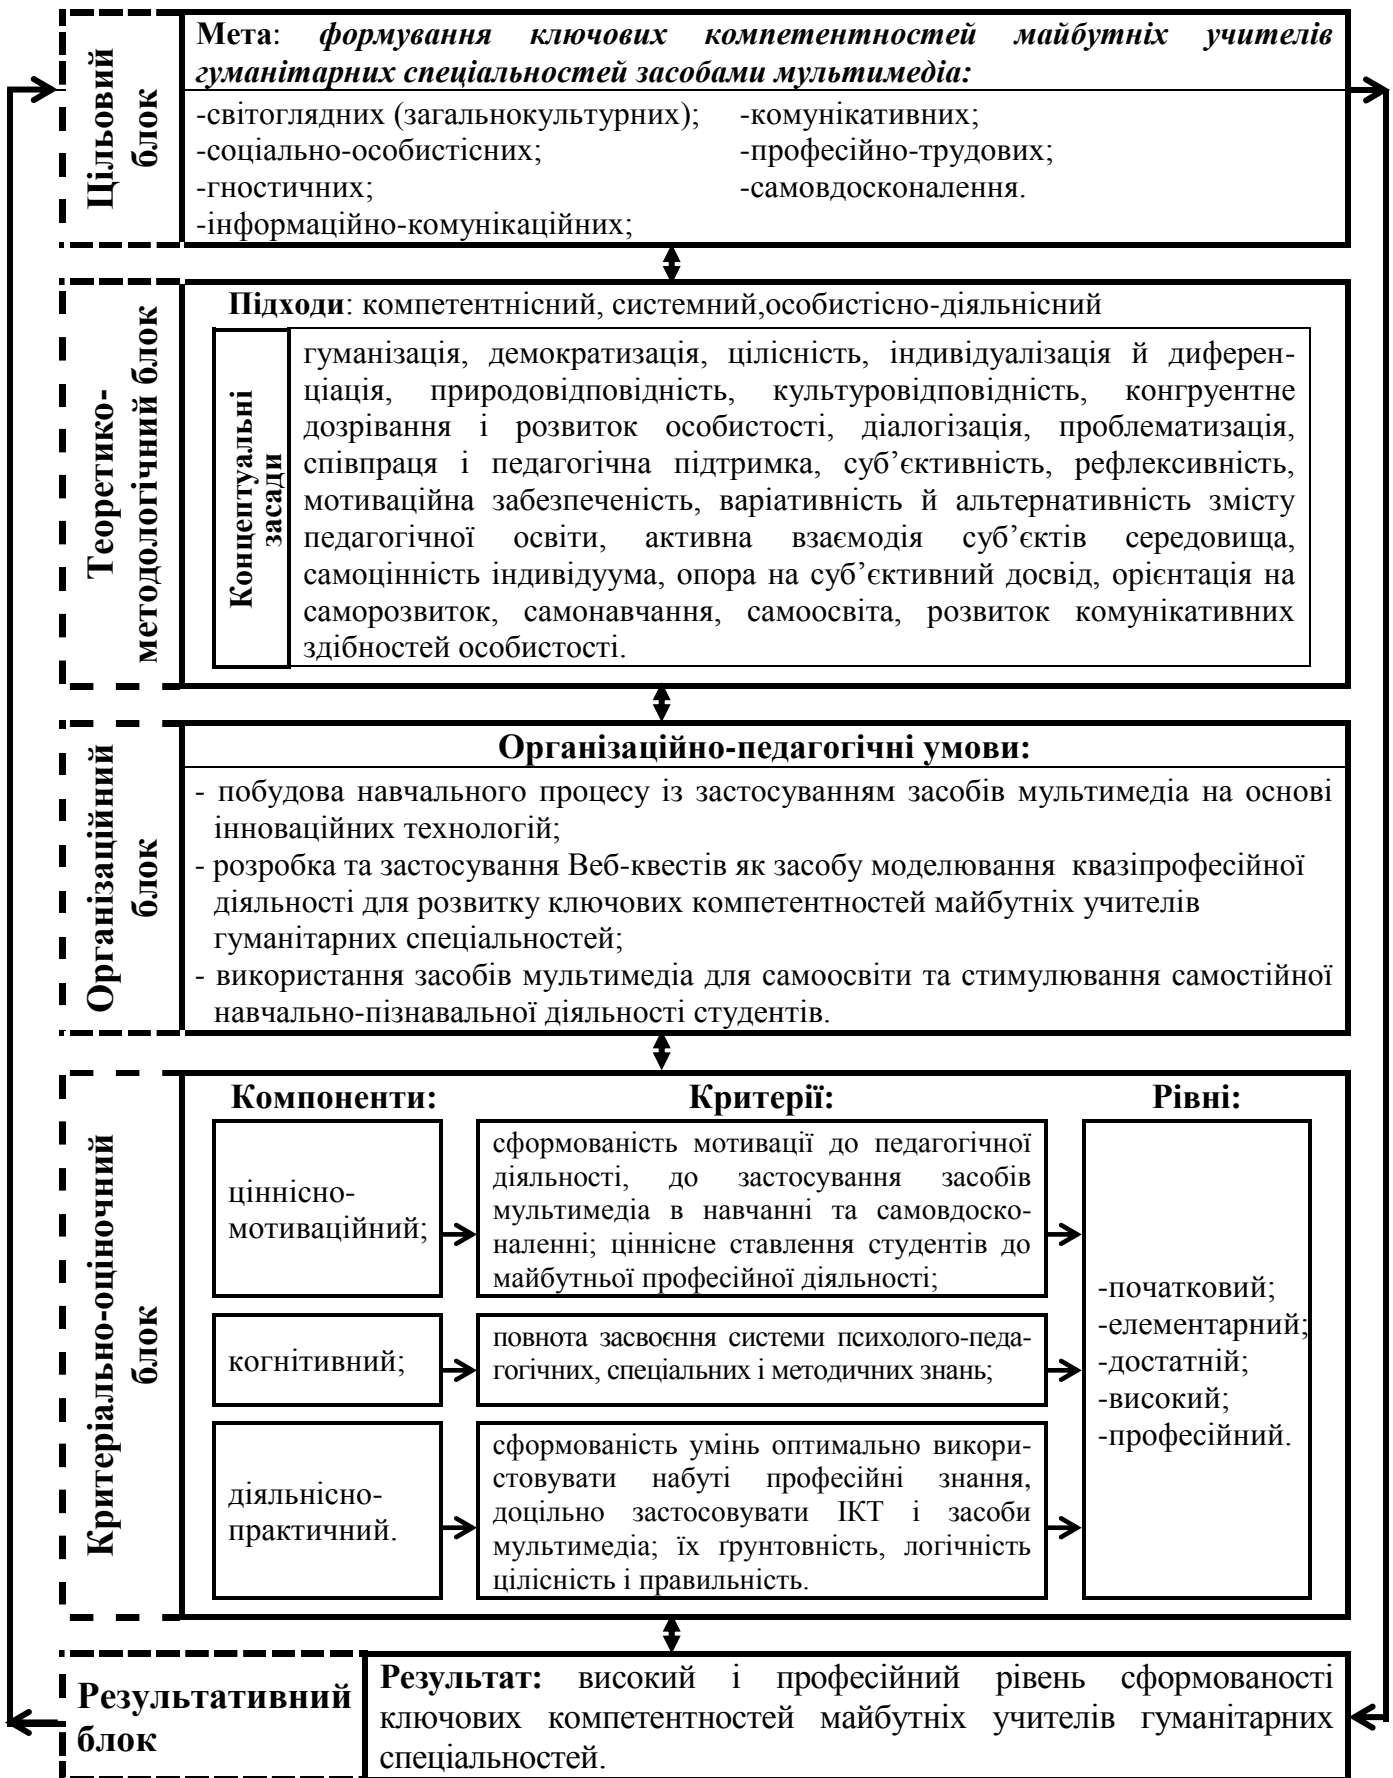 Цільовий
блок
Мета: формування ключових компетентностей майбутніх учителів
гуманітарних спеціальностей засобами мультимедіа:
-світоглядних (загальнокультурних);
-соціально-особистісних;
-гностичних;
-інформаційно-комунікаційних;
-комунікативних;
-професійно-трудових;
-самовдосконалення.
Теоретико-
методологічний блок
Підходи: компетентнісний, системний,особистісно-діяльнісний
Концептуальні
засади
гуманізація, демократизація, цілісність, індивідуалізація й диферен-
ціація, природовідповідність, культуровідповідність, конгруентне
дозрівання і розвиток особистості, діалогізація, проблематизація,
співпраця і педагогічна підтримка, суб’єктивність, рефлексивність,
мотиваційна забезпеченість, варіативність й альтернативність змісту
педагогічної освіти, активна взаємодія суб’єктів середовища,
самоцінність індивідуума, опора на суб’єктивний досвід, орієнтація на
саморозвиток, самонавчання, самоосвіта, розвиток комунікативних
здібностей особистості.
Організаційний
блок
Організаційно-педагогічні умови:
- побудова навчального процесу із застосуванням засобів мультимедіа на основі
інноваційних технологій;
- розробка та застосування Веб-квестів як засобу моделювання квазіпрофесійної
діяльності для розвитку ключових компетентностей майбутніх учителів
гуманітарних спеціальностей;
- використання засобів мультимедіа для самоосвіти та стимулювання самостійної
навчально-пізнавальної діяльності студентів.
Критеріально-оціночний
блок
Компоненти:
Критерії:
Рівні:
ціннісно-
мотиваційний;
сформованість мотивації до педагогічної
діяльності, до застосування засобів
мультимедіа в навчанні та самовдоско-
наленні; ціннісне ставлення студентів до
майбутньої професійної діяльності;
когнітивний;
повнота засвоєння системи психолого-педа-
гогічних, спеціальних і методичних знань;
діяльнісно-
практичний.
сформованість умінь оптимально викори-
стовувати набуті професійні знання,
доцільно застосовувати ІКТ і засоби
мультимедіа; їх ґрунтовність, логічність
цілісність і правильність.
-початковий;
-елементарний;
-достатній;
-високий;
-професійний.
Результативний
блок
Результат: високий і професійний рівень сформованості
ключових компетентностей майбутніх учителів гуманітарних
спеціальностей.